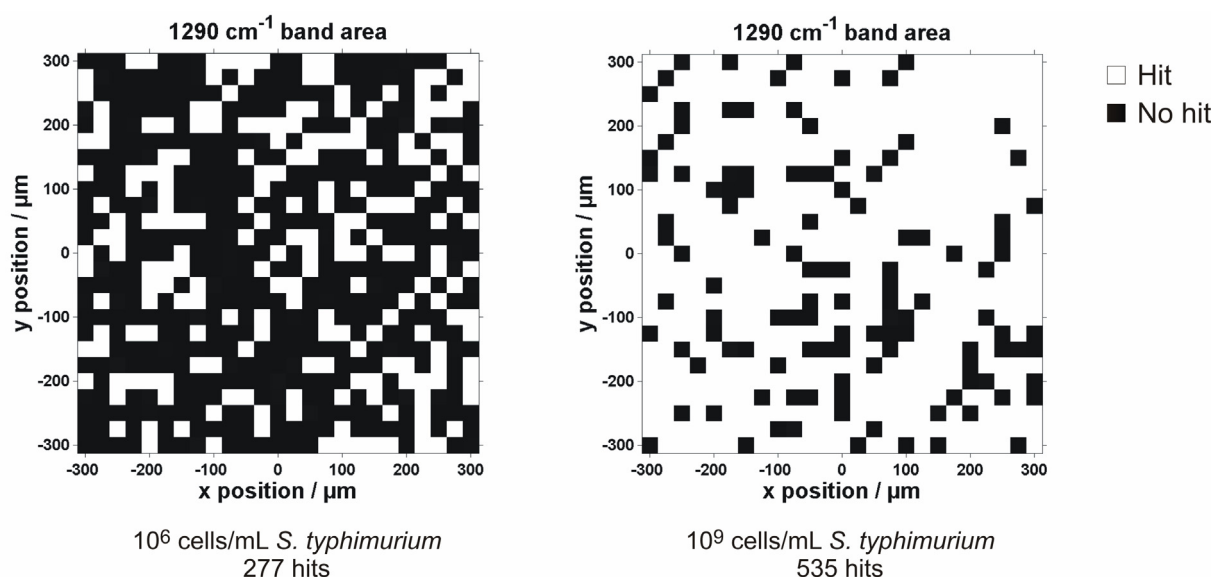 1290 cm⁻¹ band area
300
200
100
0
-100
-200
-300
y position / µm
-300 -200 -100 0 100 200 300
x position / µm
10⁶ cells/mL S. typhimurium
277 hits
1290 cm⁻¹ band area
300
200
100
0
-100
-200
-300
y position / µm
-300 -200 -100 0 100 200 300
x position / µm
10⁹ cells/mL S. typhimurium
535 hits
Hit
No hit